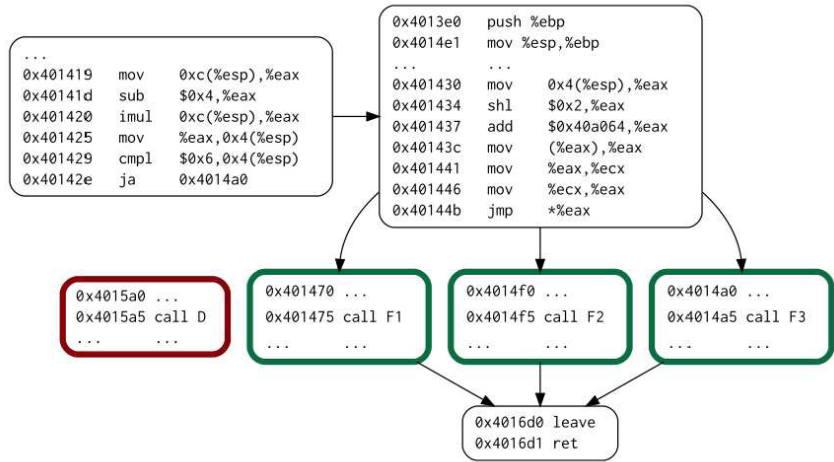 ...
0x401419 mov 0xc(%esp),%eax
0x40141d sub $0x4,%eax
0x401420 imul 0xc(%esp),%eax
0x401425 mov %eax,0x4(%esp)
0x401429 cmpl $0x6,0x4(%esp)
0x40142e ja 0x4014a0
0x4013e0 push %ebp
0x4014e1 mov %esp,%ebp
... ...
0x401430 mov 0x4(%esp),%eax
0x401434 shl $0x2,%eax
0x401437 add $0x40a064,%eax
0x40143c mov (%eax),%eax
0x401441 mov %eax,%ecx
0x401446 mov %ecx,%eax
0x40144b jmp *%eax
0x4015a0 ...
0x4015a5 call D
... ...
0x401470 ...
0x401475 call F1
... ...
0x4014f0 ...
0x4014f5 call F2
... ...
0x4014a0 ...
0x4014a5 call F3
... ...
0x4016d0 leave
0x4016d1 ret